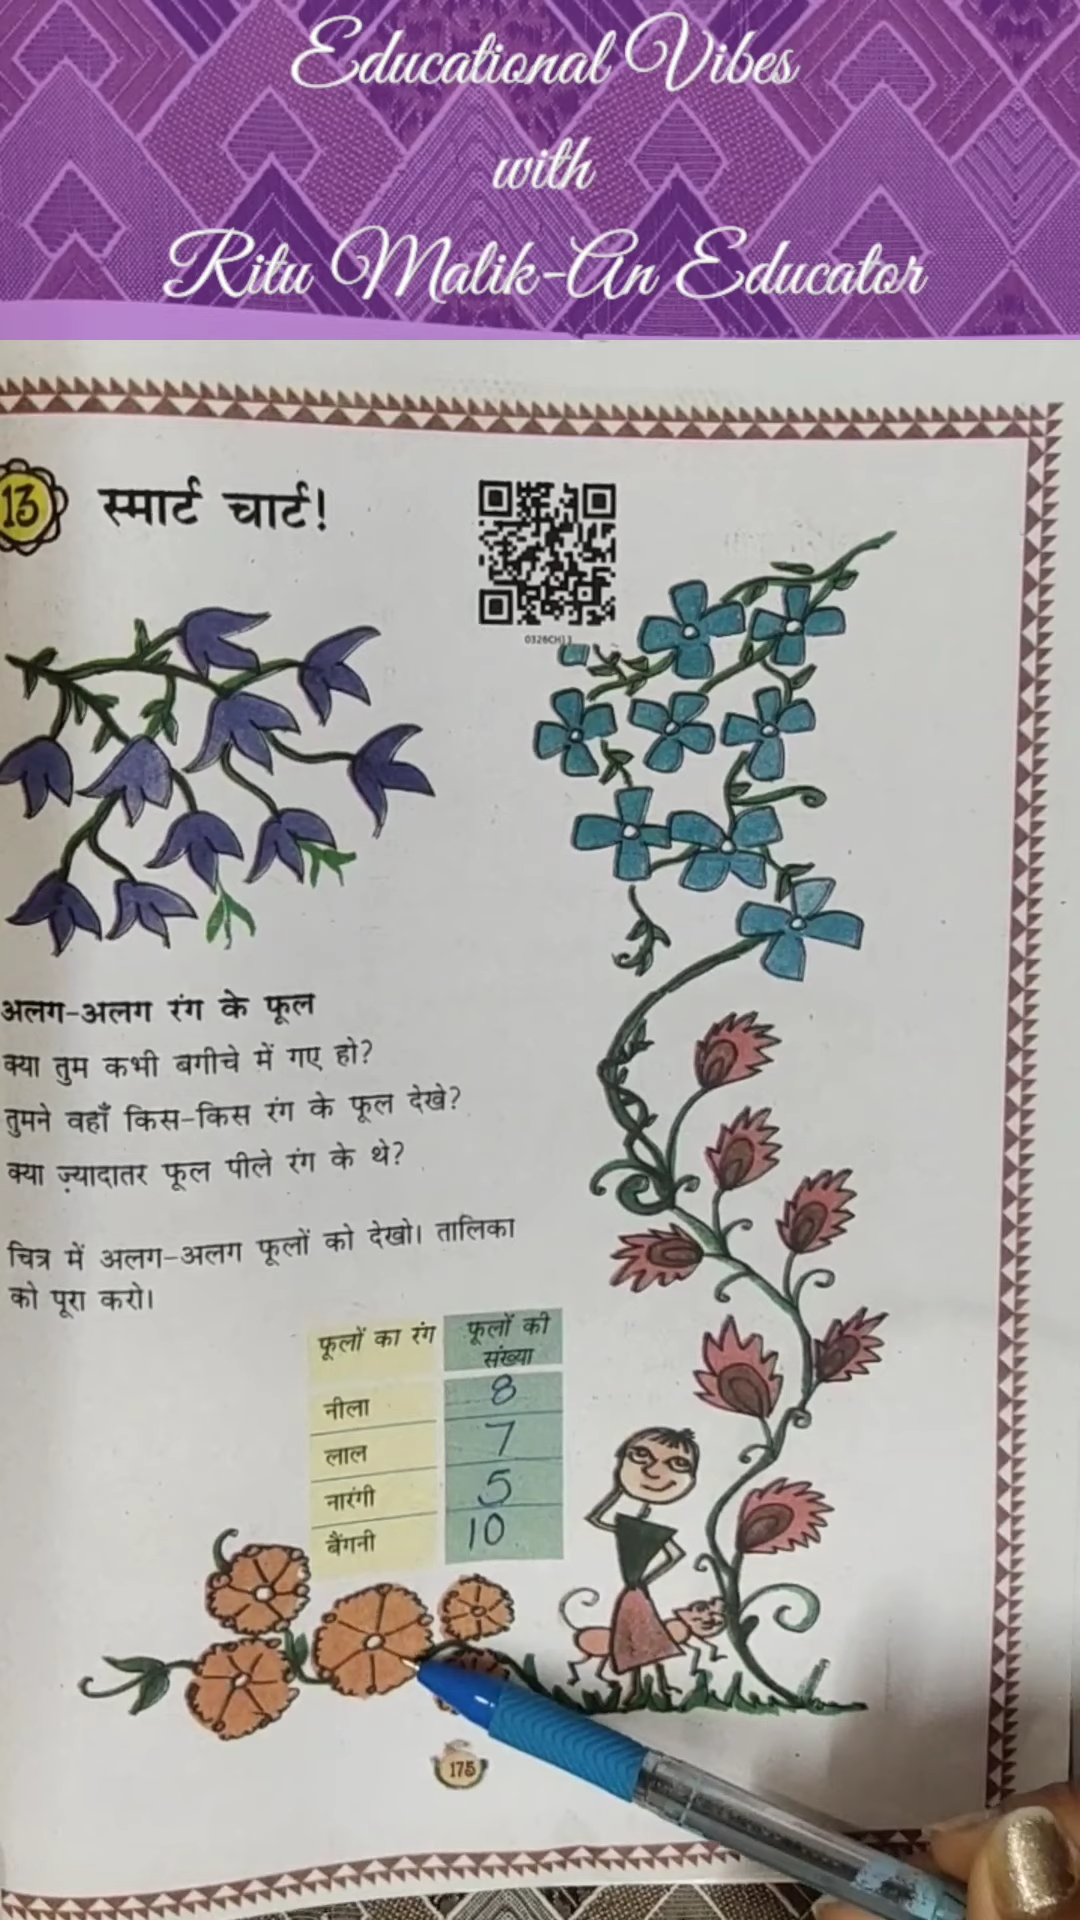 Educational Vibes
with
Ritu Malik-An Educator
13 स्मार्ट चार्ट!
0326CH13
अलग-अलग रंग के फूल
क्या तुम कभी बगीचे में गए हो?
तुमने वहाँ किस-किस रंग के फूल देखे?
क्या ज़्यादातर फूल पीले रंग के थे?
चित्र में अलग-अलग फूलों को देखो। तालिका
को पूरा करो।
फूलों का रंग फूलों की
संख्या
नीला 8
लाल 7
नारंगी 5
बैंगनी 10
175